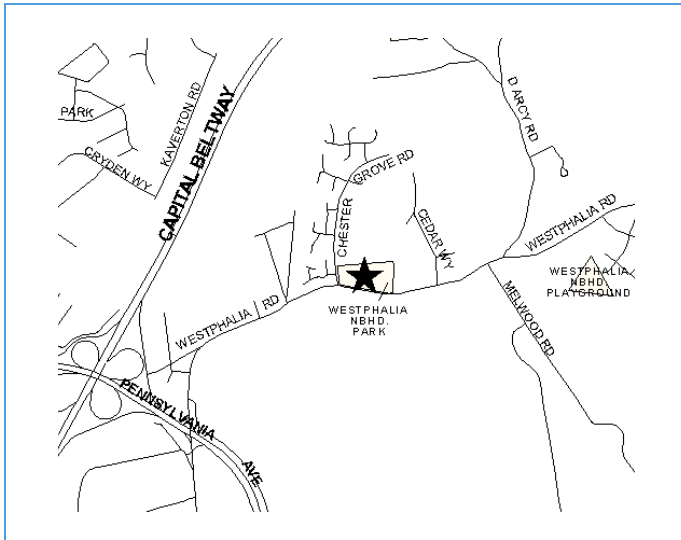 PARK
CRYDEN WY
KAVERTON RD
CAPITAL BELTWAY
D ARCY RD
GROVE RD
CHESTER
CEDAR WY
WESTPHALIA RD
WESTPHALIA
NBHD.
PLAYGROUND
WESTPHALIA RD
WESTPHALIA
NBHD.
PARK
MELWOOD RD
PENNSYLVANIA
AVE